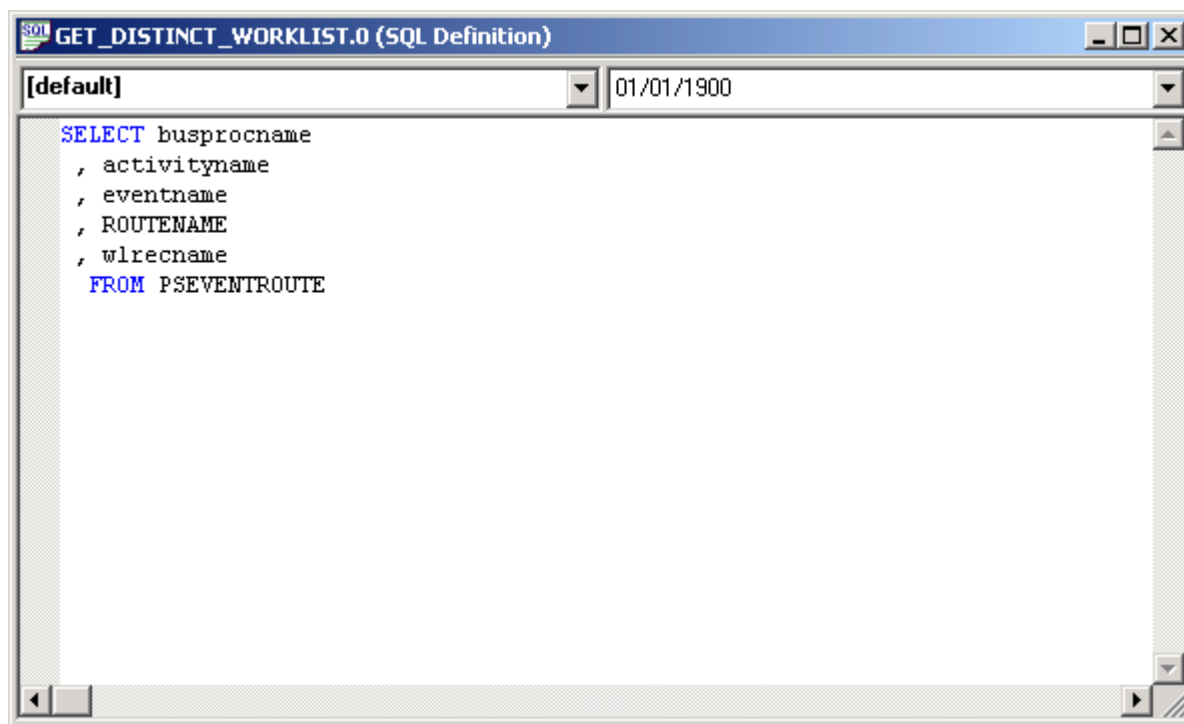 GET_DISTINCT_WORKLIST.0 (SQL Definition)
[default] 01/01/1900
SELECT busprocname
, activityname
, eventname
, ROUTENAME
, wlrecname
FROM PSEVENTROUTE